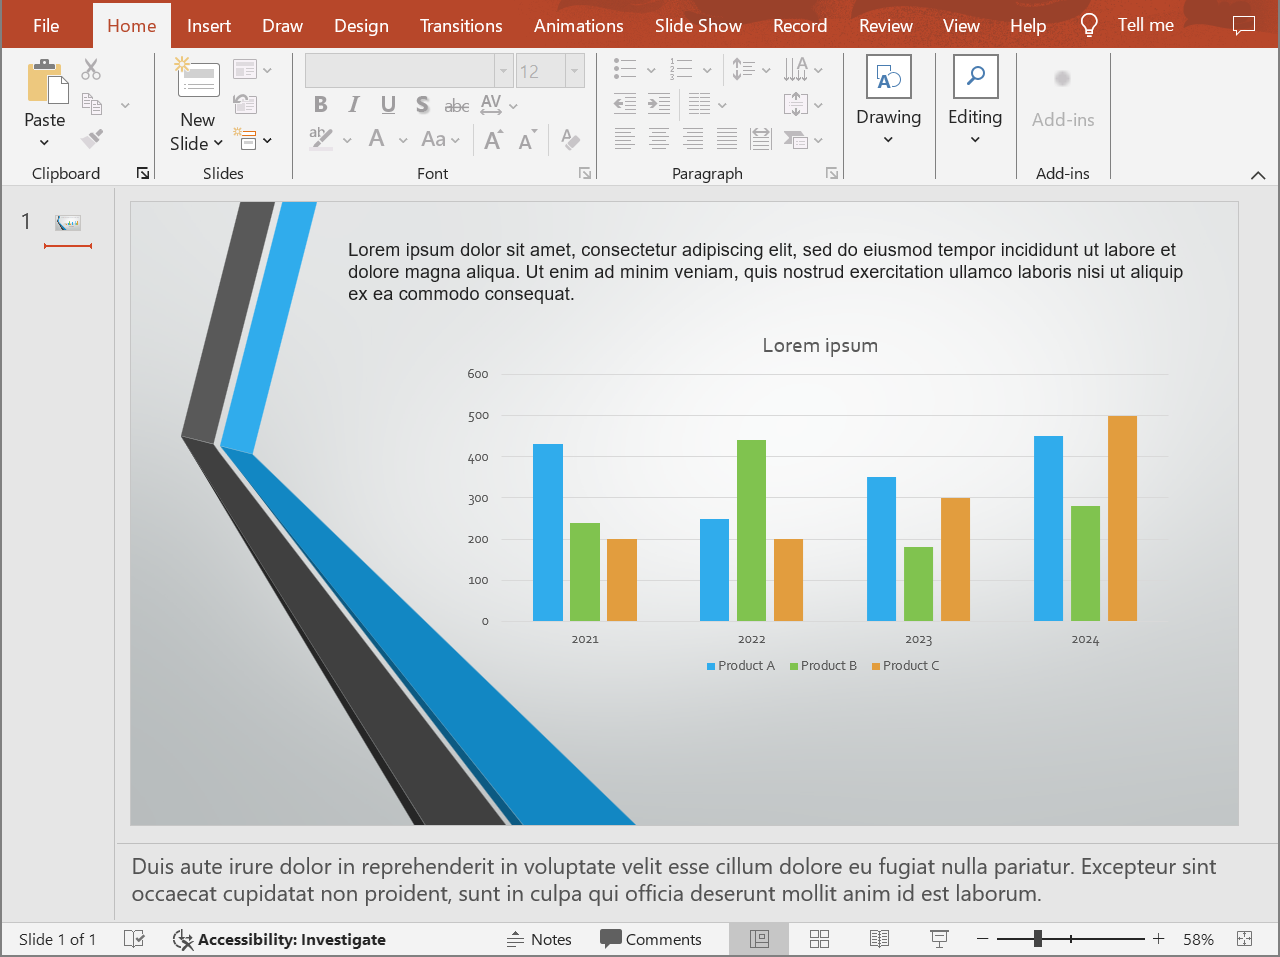 File Home Insert Draw Design Transitions Animations Slide Show Record Review View Help Tell me
Paste
New
Slide
12
B I U S abc AV
ab A Aa A A A
Drawing
Editing
Add-ins
Clipboard Slides Font Paragraph Add-ins
1
Lorem ipsum dolor sit amet, consectetur adipiscing elit, sed do eiusmod tempor incididunt ut labore et
dolore magna aliqua. Ut enim ad minim veniam, quis nostrud exercitation ullamco laboris nisi ut aliquip
ex ea commodo consequat.
Lorem ipsum
600
500
400
300
200
100
0
2021 2022 2023 2024
Product A Product B Product C
Duis aute irure dolor in reprehenderit in voluptate velit esse cillum dolore eu fugiat nulla pariatur. Excepteur sint
occaecat cupidatat non proident, sunt in culpa qui officia deserunt mollit anim id est laborum.
Slide 1 of 1 Accessibility: Investigate Notes Comments 58%